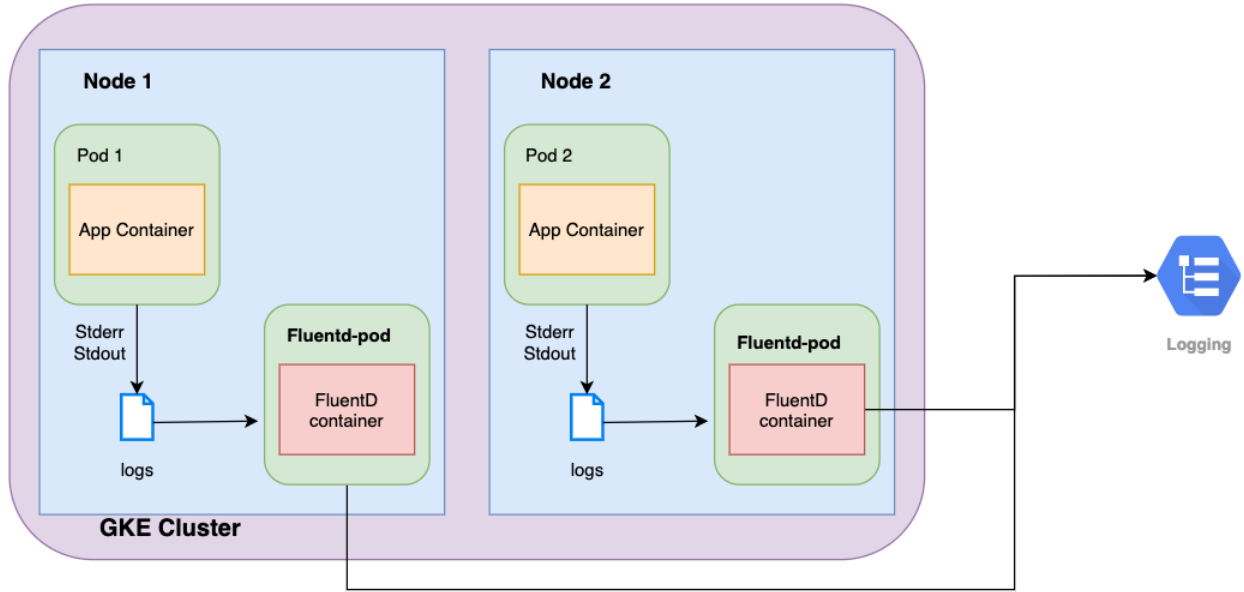 Node 1
Pod 1
App Container
Stderr
Stdout
logs
Fluentd-pod
FluentD
container
Node 2
Pod 2
App Container
Stderr
Stdout
logs
Fluentd-pod
FluentD
container
GKE Cluster
Logging